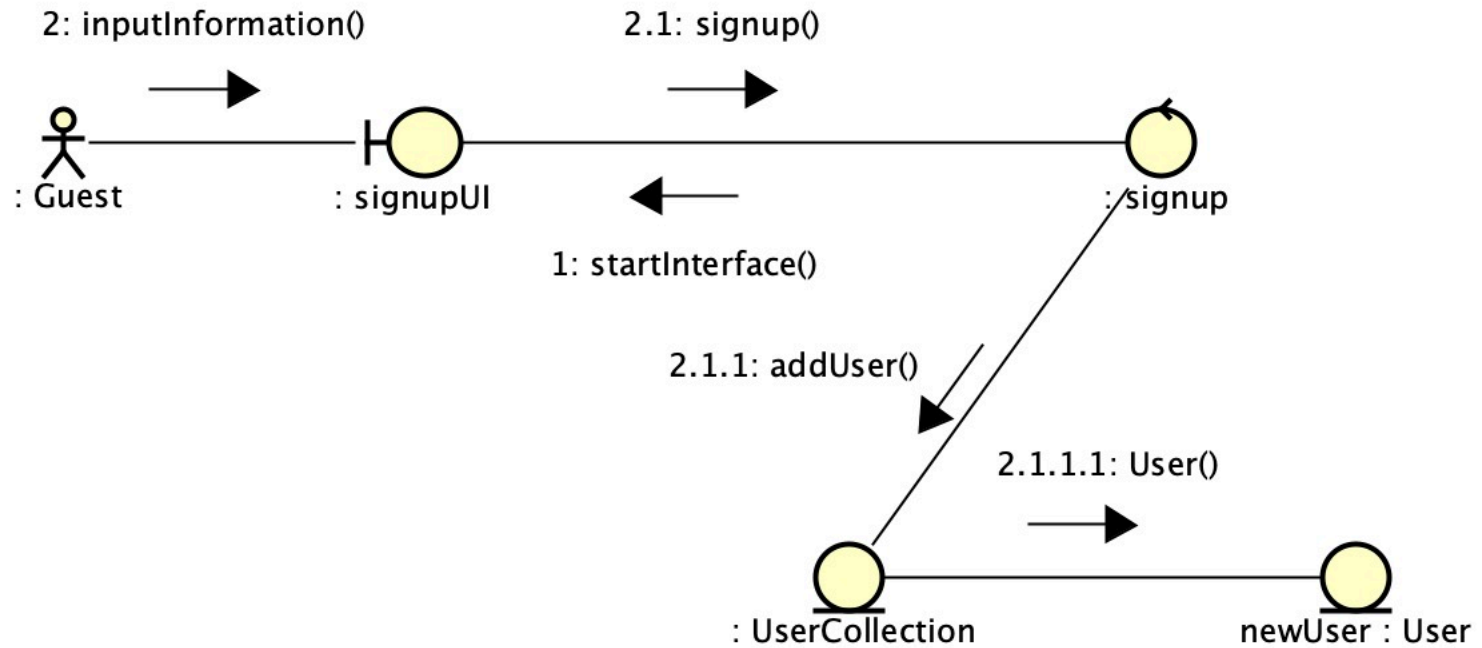 2: inputInformation()
2.1: signup()
: Guest
: signupUI
: signup
1: startInterface()
2.1.1: addUser()
2.1.1.1: User()
: UserCollection
newUser : User